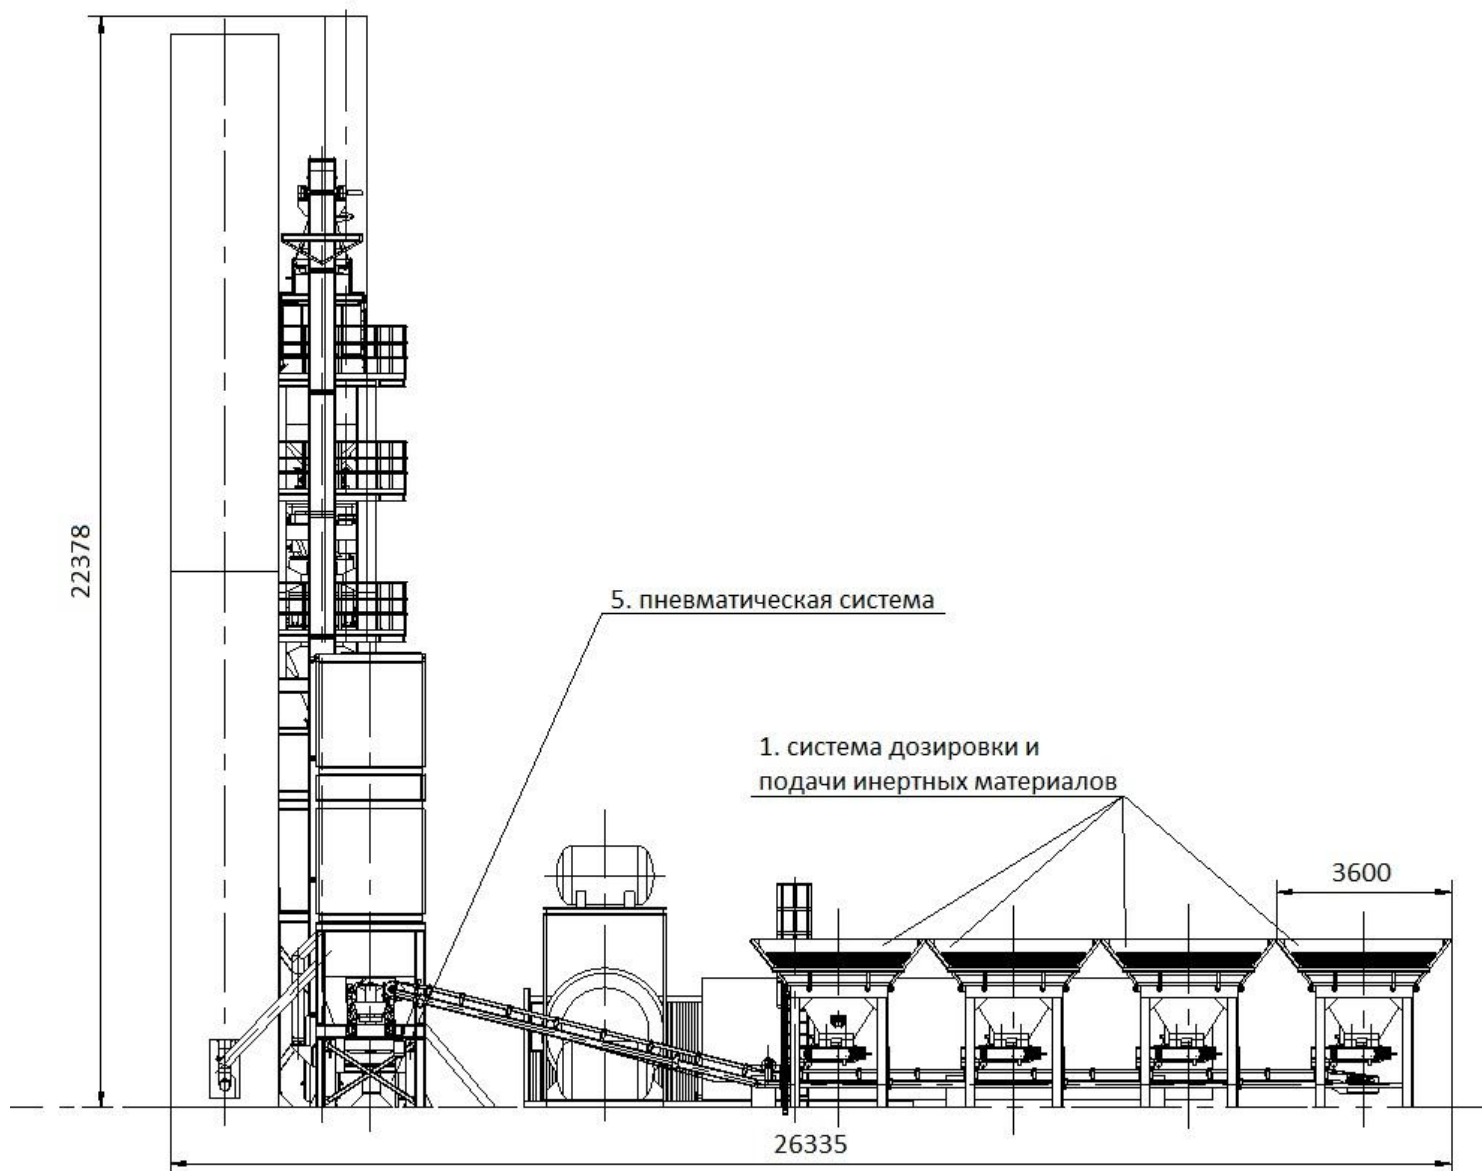 22378
5. пневматическая система
1. система дозировки и
подачи инертных материалов
3600
26335